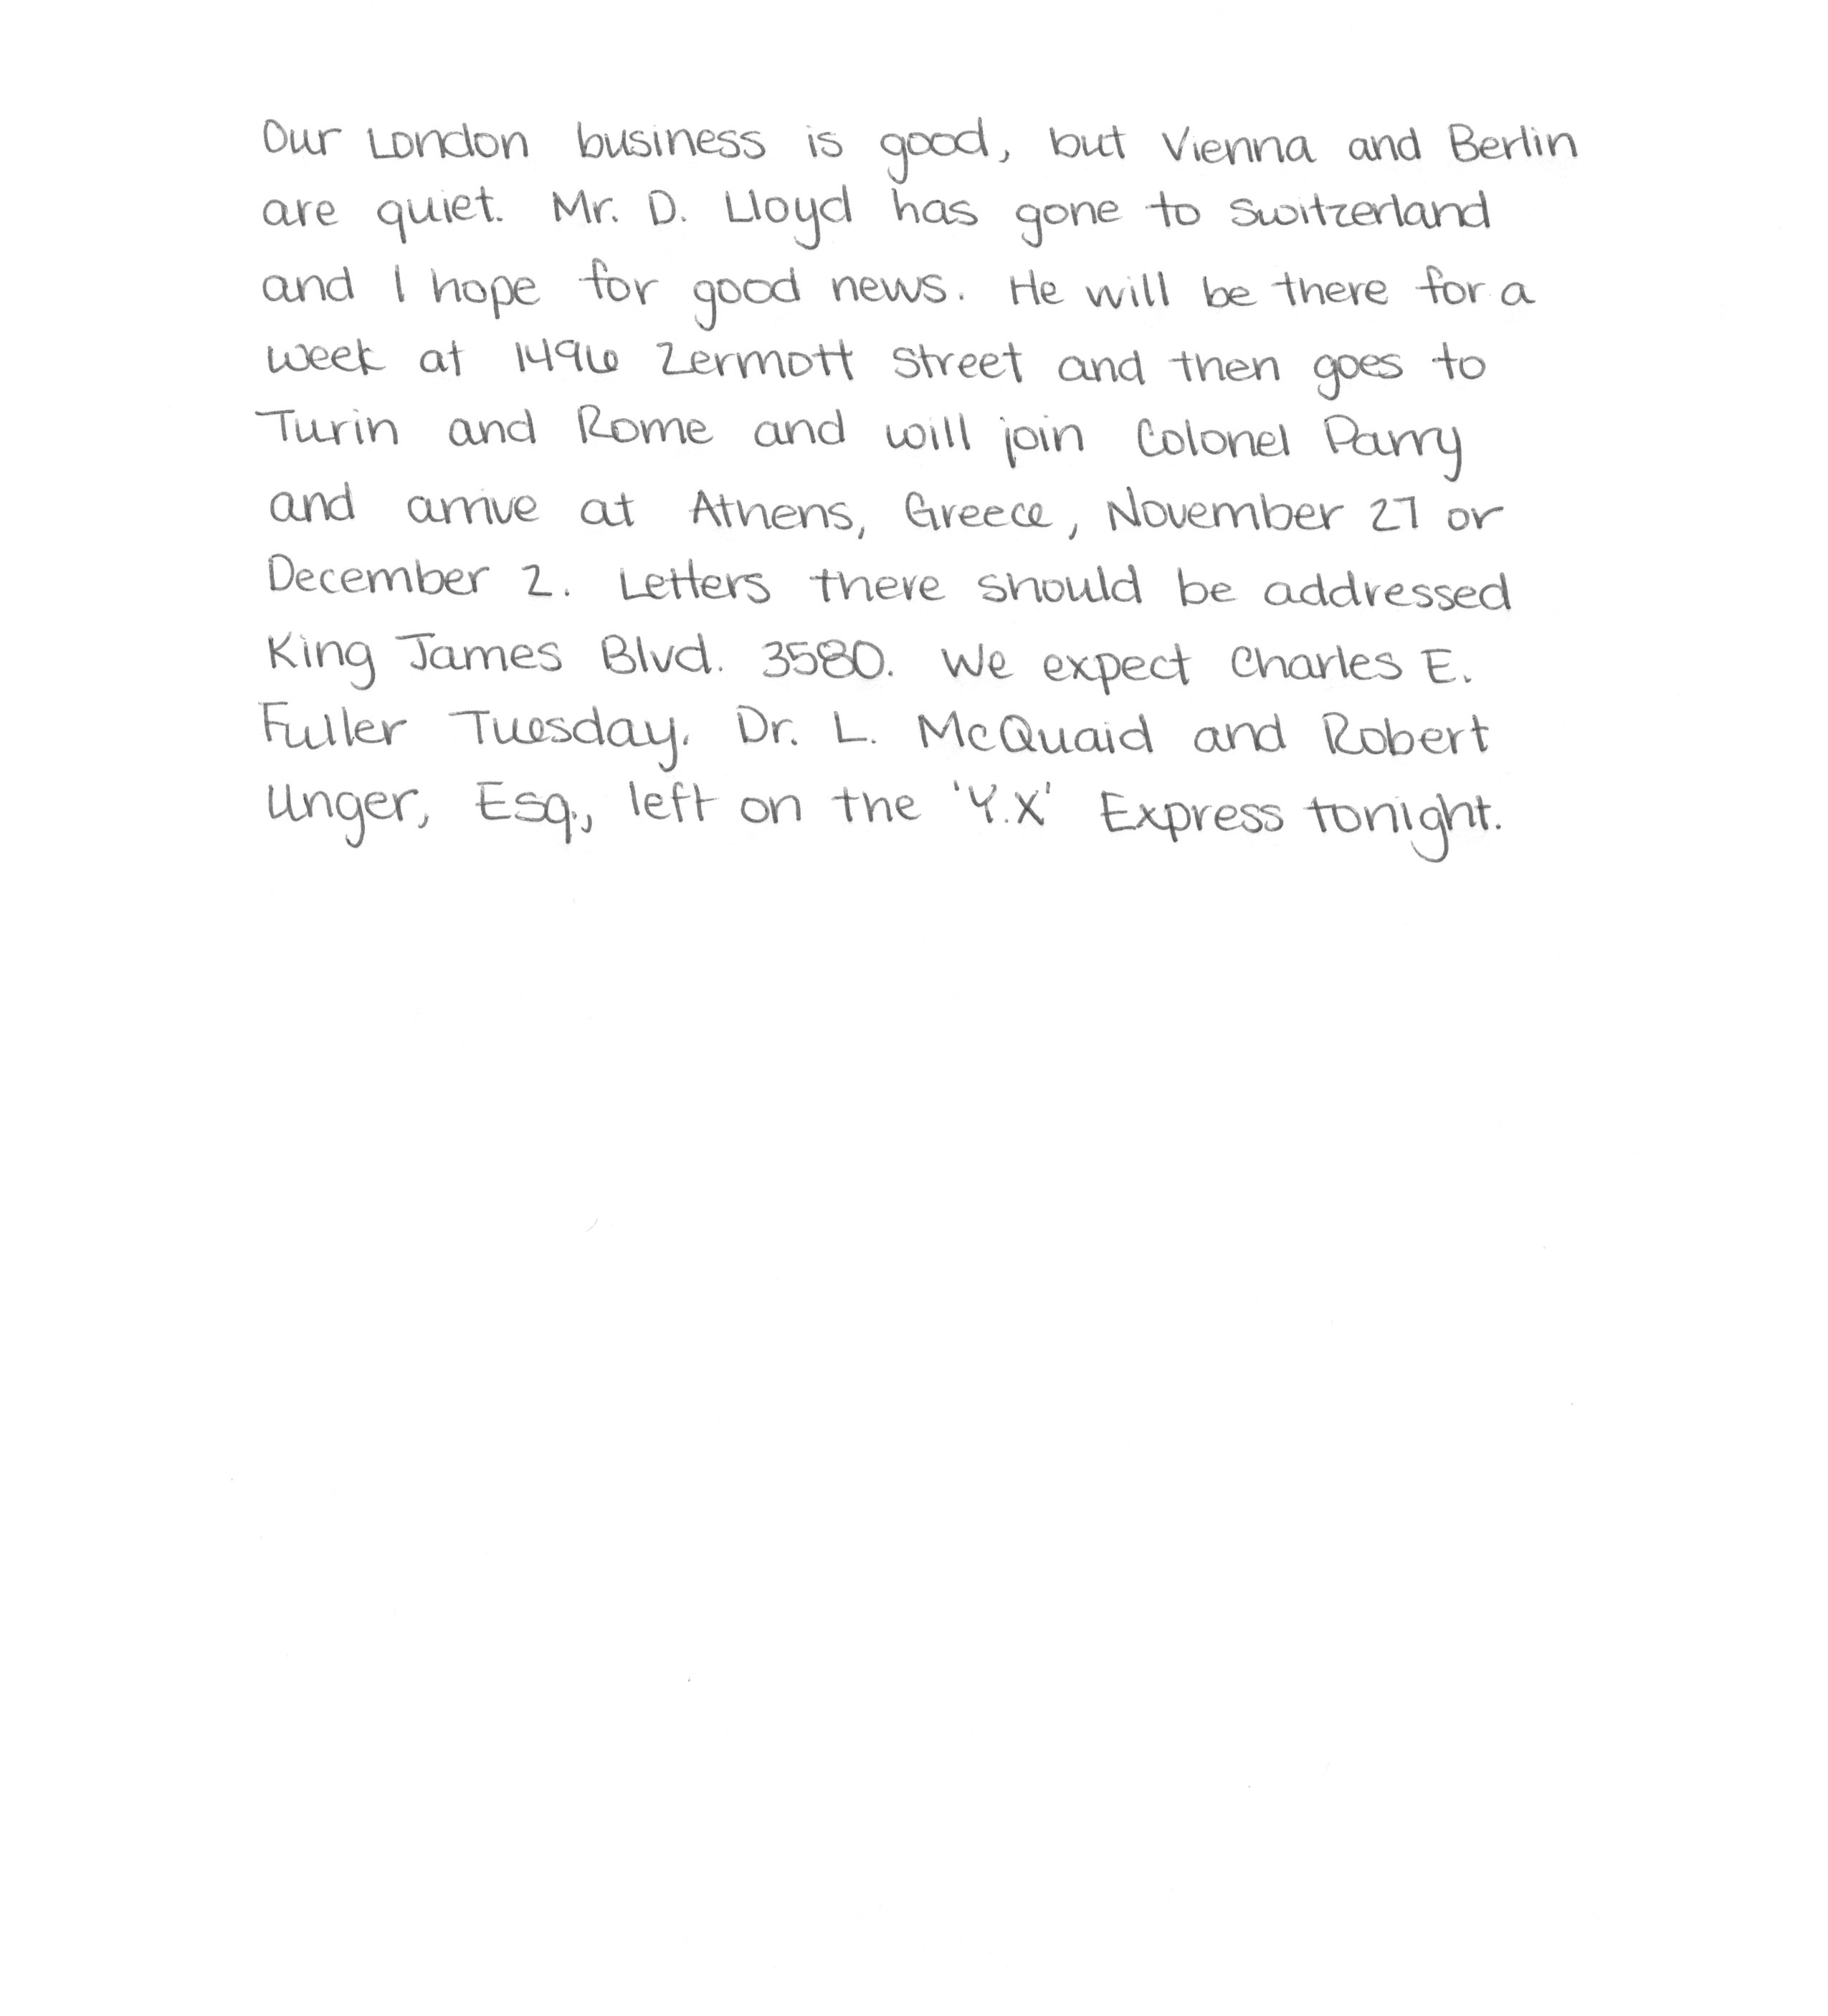 Our London business is good, but Vienna and Berlin
are quiet. Mr. D. Lloyd has gone to Switzerland
and I hope for good news. He will be there for a
week at 1496 Zermott Street and then goes to
Turin and Rome and will join Colonel Parry
and arrive at Athens, Greece, November 27 or
December 2. Letters there should be addressed
King James Blvd. 3580. We expect Charles E.
Fuller Tuesday. Dr. L. McQuaid and Robert
Unger, Esq., left on the 'Y.X' Express tonight.